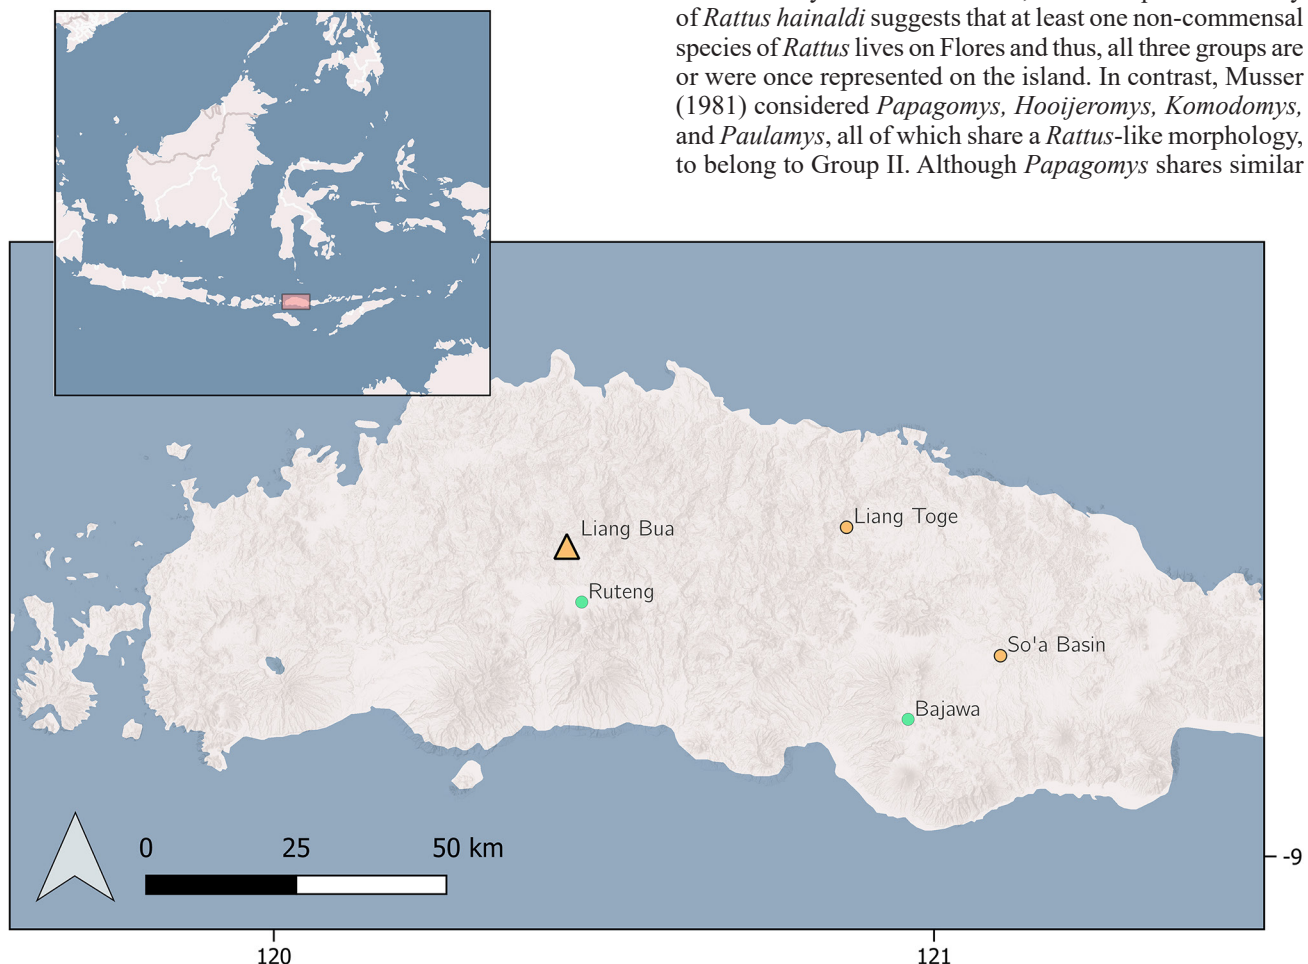 of Rattus hainaldi suggests that at least one non-commensal
species of Rattus lives on Flores and thus, all three groups are
or were once represented on the island. In contrast, Musser
(1981) considered Papagomys, Hooijeromys, Komodomys,
and Paulamys, all of which share a Rattus-like morphology,
to belong to Group II. Although Papagomys shares similar
Liang Toge
Liang Bua
Ruteng
So'a Basin
Bajawa
0 25 50 km
-9
120 121